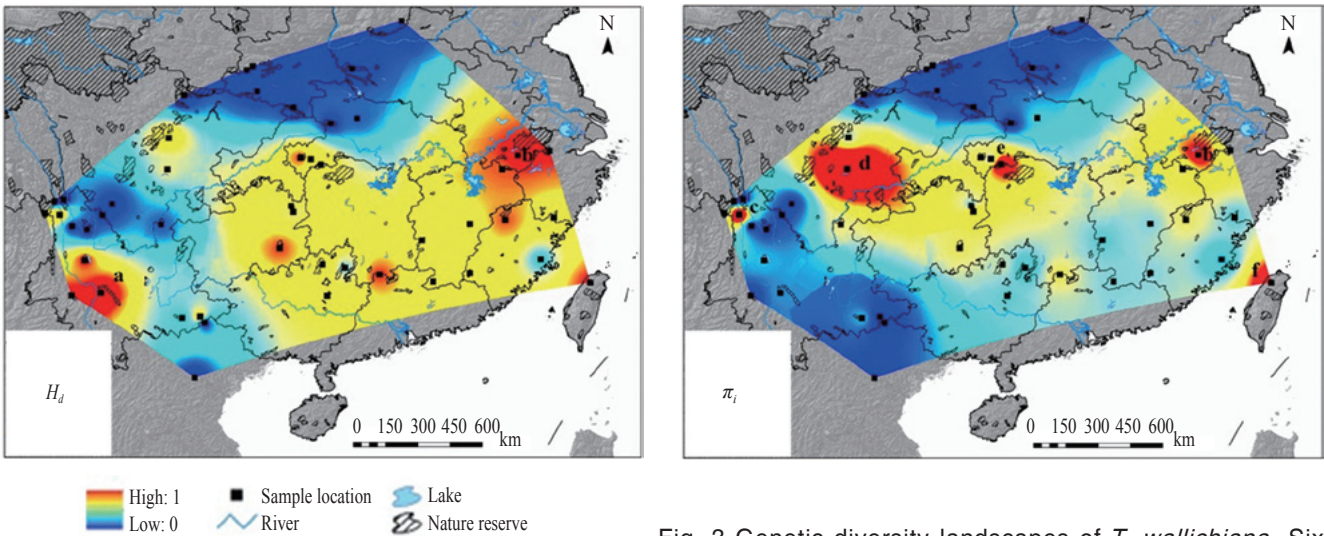 N
a
b
c
H_d
0 150 300 450 600
km
N
a
b
c
d
e
f
π_i
0 150 300 450 600
km
High: 1
Low: 0
Sample location
River
Lake
Nature reserve
Fig. 3 Genetic diversity landscapes of T. wallichiana. Six